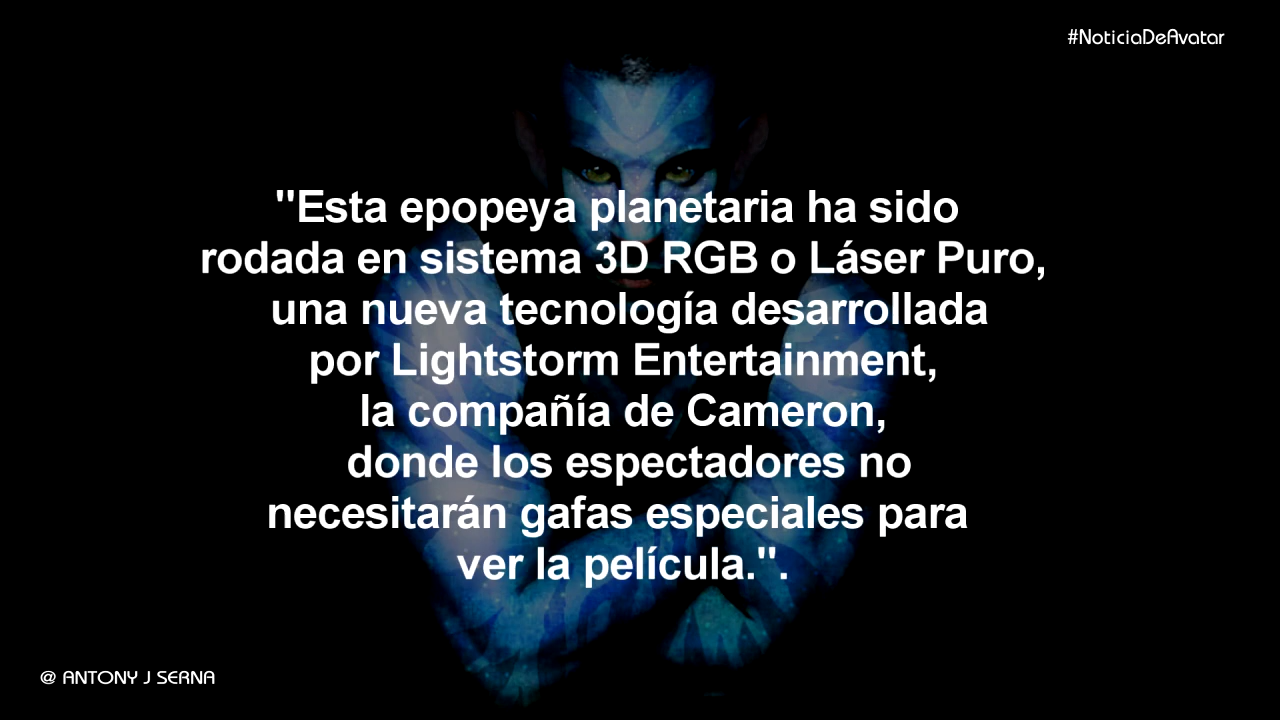 #NoticiaDeAvatar
"Esta epopeya planetaria ha sido
rodada en sistema 3D RGB o Láser Puro,
una nueva tecnología desarrollada
por Lightstorm Entertainment,
la compañía de Cameron,
donde los espectadores no
necesitarán gafas especiales para
ver la película.".
@ ANTONY J SERNA